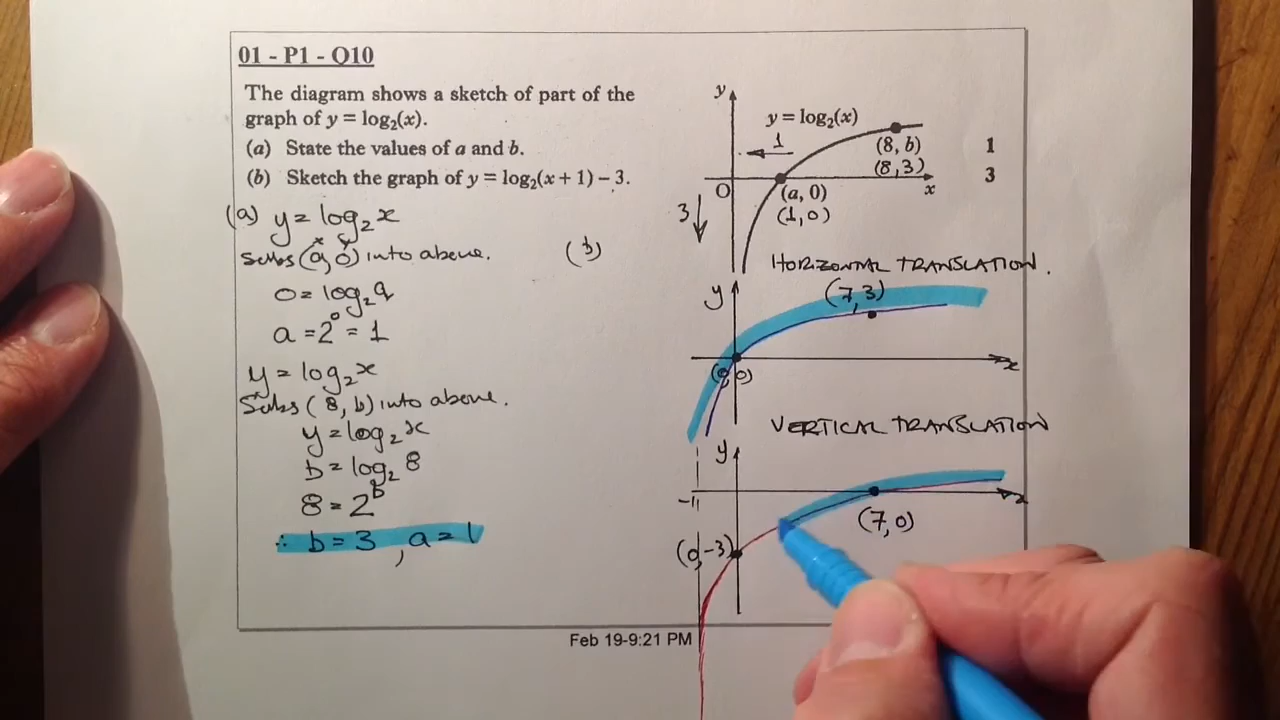 01 - P1 - Q10
The diagram shows a sketch of part of the
graph of y = log₂(x).
(a) State the values of a and b.
(b) Sketch the graph of y = log₂(x + 1) – 3.
1
3
y
y = log₂(x)
1
(8, b)
(8, 3)
O
x
(a, 0)
(1, 0)
3
(a) y = log₂x
x y
Subs (a, 0) into above.
0 = log₂a
a = 2⁰ = 1
y = log₂x
Subs (8, b) into above.
y = log₂x
b = log₂ 8
8 = 2ᵇ
∴ b = 3 , a = 1
(b)
HORIZONTAL TRANSLATION.
y
(7, 3)
x
(0, 0)
VERTICAL TRANSLATION
y
-1
x
(7, 0)
(0, -3)
Feb 19-9:21 PM